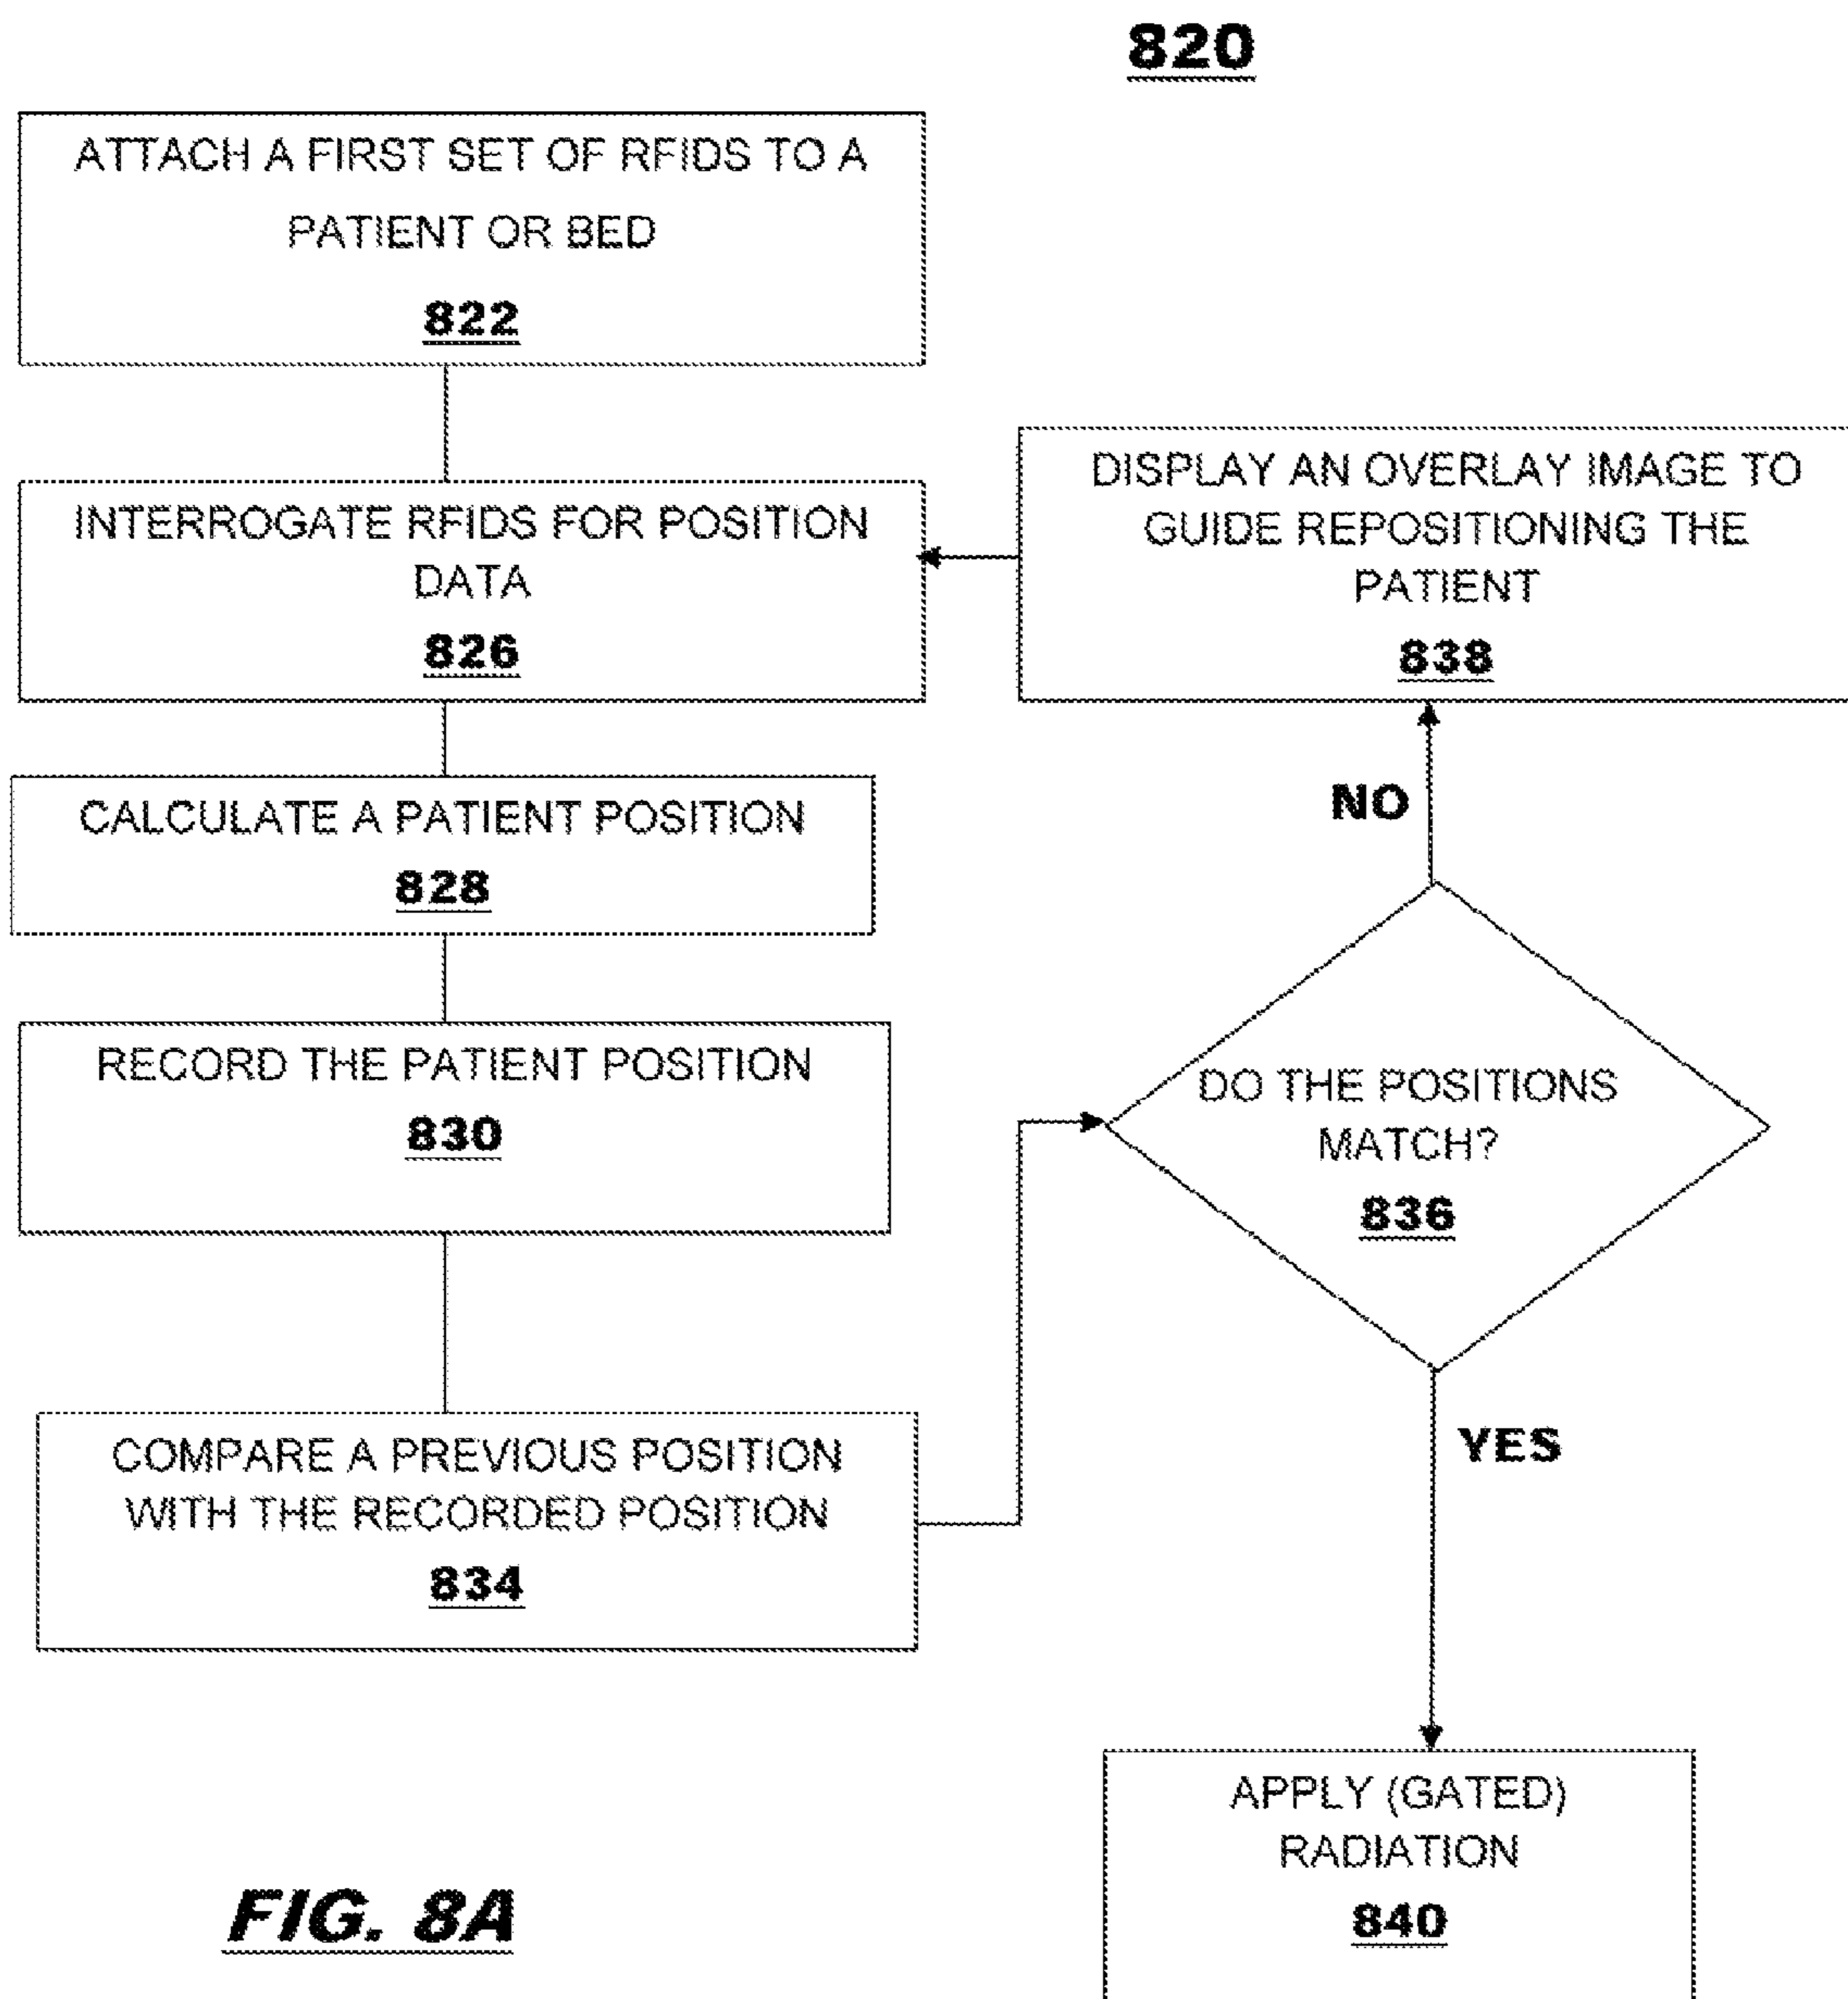 820
ATTACH A FIRST SET OF RFIDS TO A
PATIENT OR BED
822
INTERROGATE RFIDS FOR POSITION
DATA
826
DISPLAY AN OVERLAY IMAGE TO
GUIDE REPOSITIONING THE
PATIENT
838
CALCULATE A PATIENT POSITION
828
NO
RECORD THE PATIENT POSITION
830
DO THE POSITIONS
MATCH?
836
COMPARE A PREVIOUS POSITION
WITH THE RECORDED POSITION
834
YES
APPLY (GATED)
RADIATION
840
FIG. 8A